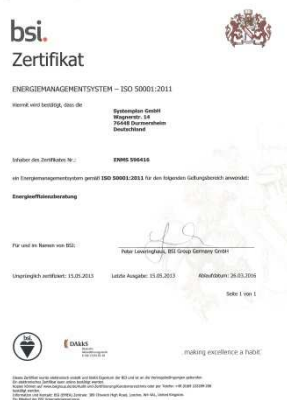 bsi.
Zertifikat
ENERGIEMANAGEMENTSYSTEM – ISO 50001:2011
Hiermit wird bestätigt, dass die
Systemplan GmbH
Wagnerstr. 14
76448 Durmersheim
Deutschland
Inhaber des Zertifikates Nr.:
ENMS 590416
ein Energiemanagementsystem gemäß ISO 50001:2011 für den folgenden Geltungsbereich anwendet:
Energieeffizienzberatung
Für und im Namen von BSI:
Peter Leveringhaus, BSI Group Germany GmbH
Ursprünglich zertifiziert: 15.05.2013
Letzte Ausgabe: 15.05.2013
Ablaufdatum: 26.03.2016
Seite 1 von 1
bsi.
DAkkS
making excellence a habit.